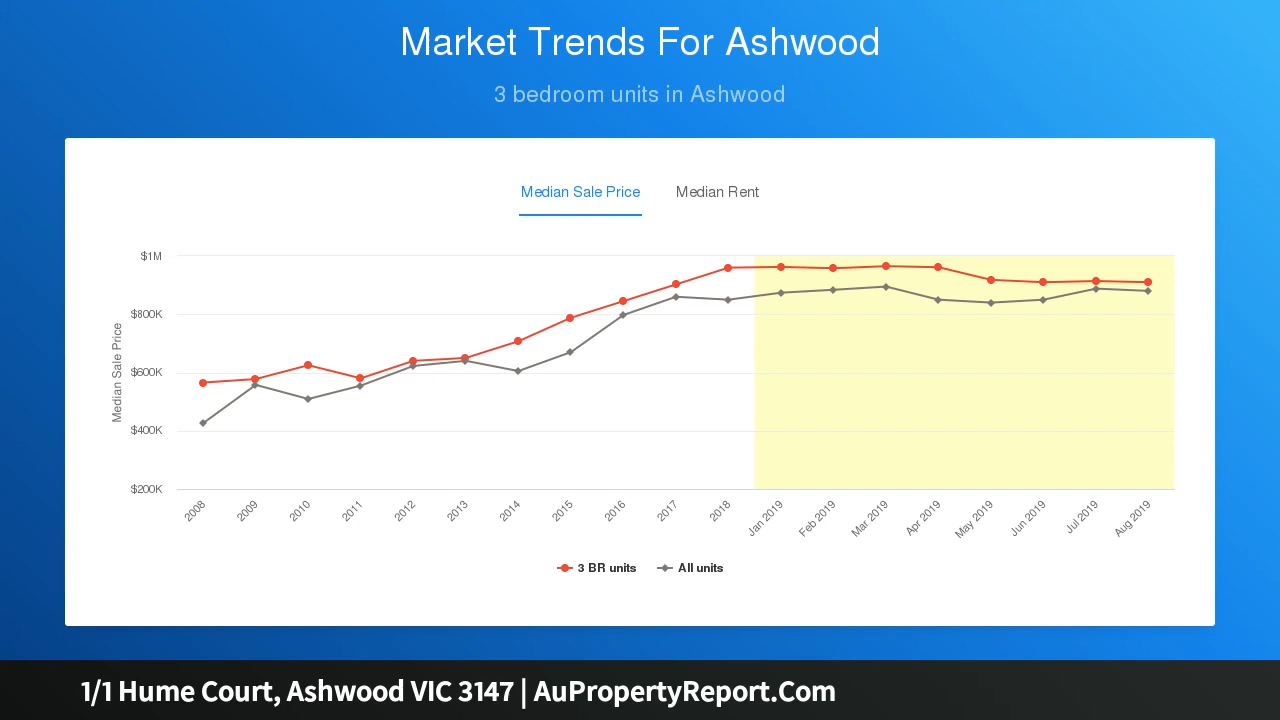 Market Trends For Ashwood
3 bedroom units in Ashwood
Median Sale Price Median Rent
Median Sale Price
$1M
$800K
$600K
$400K
$200K
2008 2009 2010 2011 2012 2013 2014 2015 2016 2017 2018 Jan 2019 Feb 2019 Mar 2019 Apr 2019 May 2019 Jun 2019 Jul 2019 Aug 2019
3 BR units All units
1/1 Hume Court, Ashwood VIC 3147 | AuPropertyReport.Com